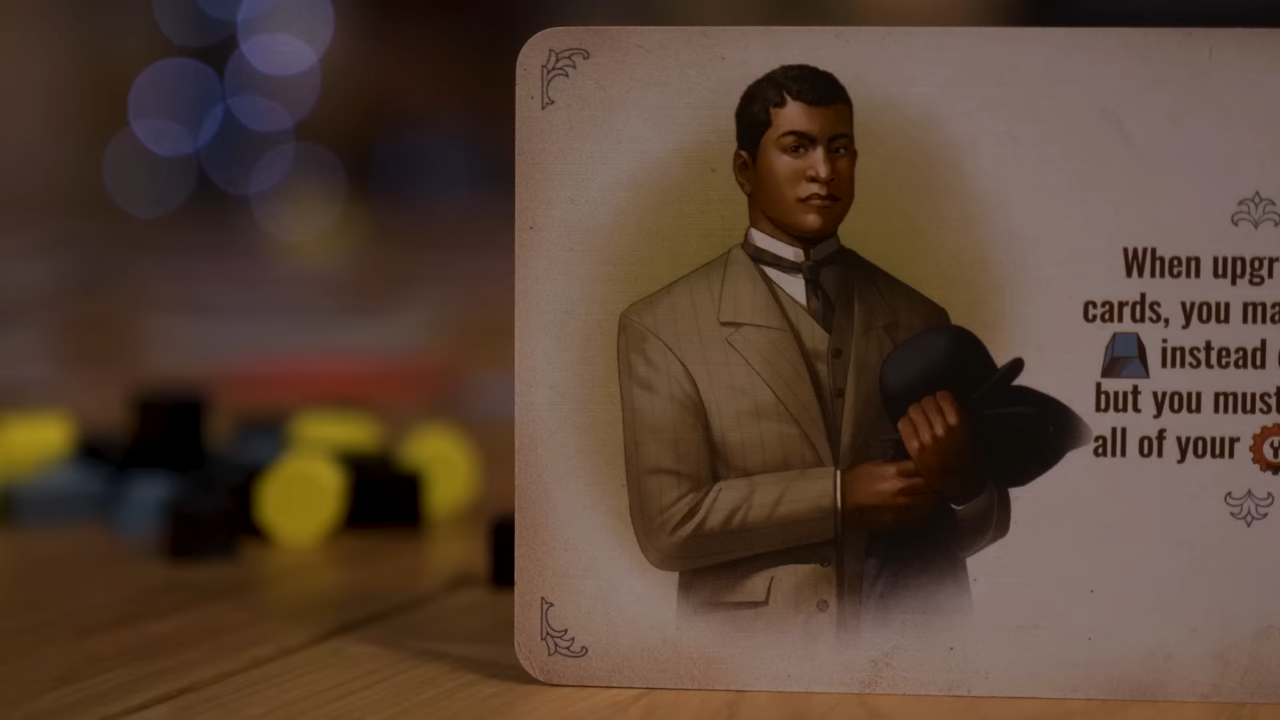 When upgr
cards, you ma
instead
but you must
all of your